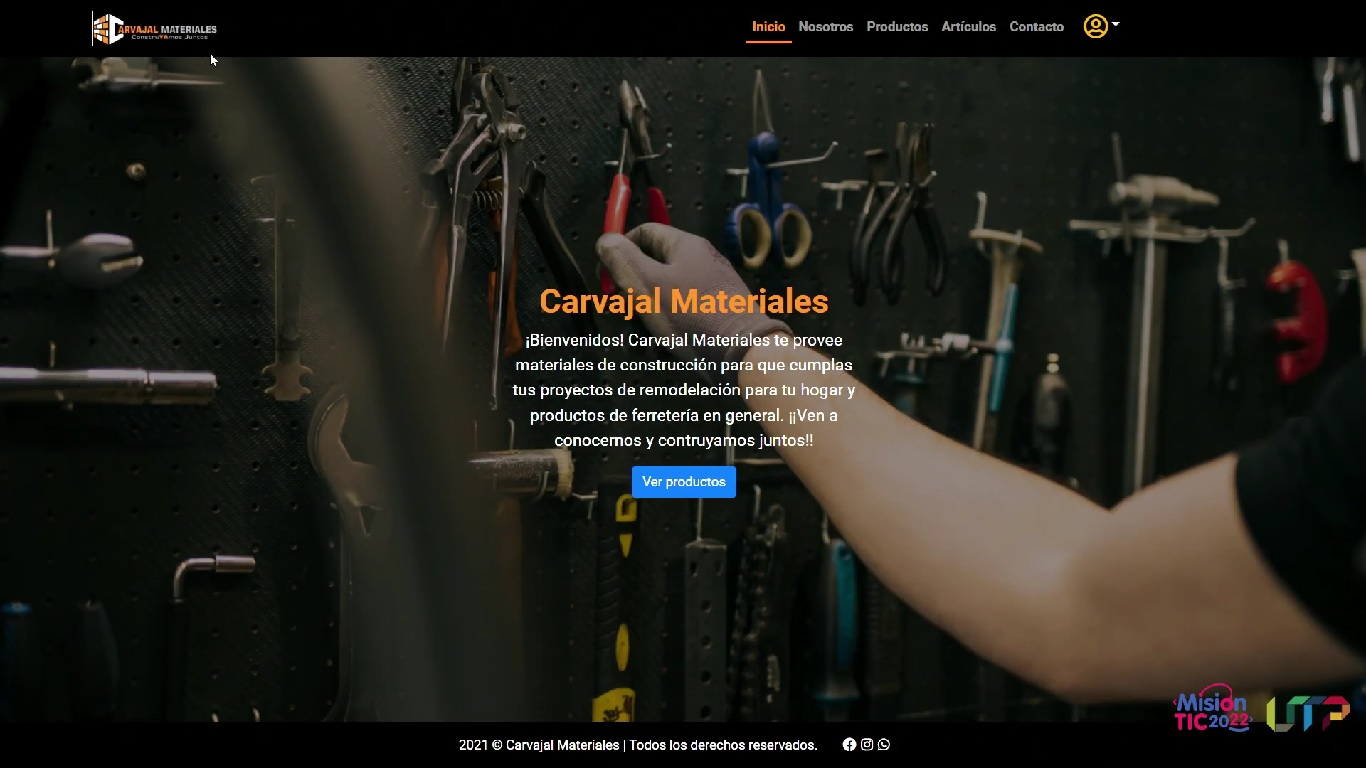 CARVAJAL MATERIALES
ConstruYAmos Juntos
Inicio Nosotros Productos Artículos Contacto
Carvajal Materiales
¡Bienvenidos! Carvajal Materiales te provee
materiales de construcción para que cumplas
tus proyectos de remodelación para tu hogar y
productos de ferretería en general. ¡¡Ven a
conocernos y contruyamos juntos!!
Ver productos
Misión
TIC2022
UTP
2021 © Carvajal Materiales | Todos los derechos reservados.